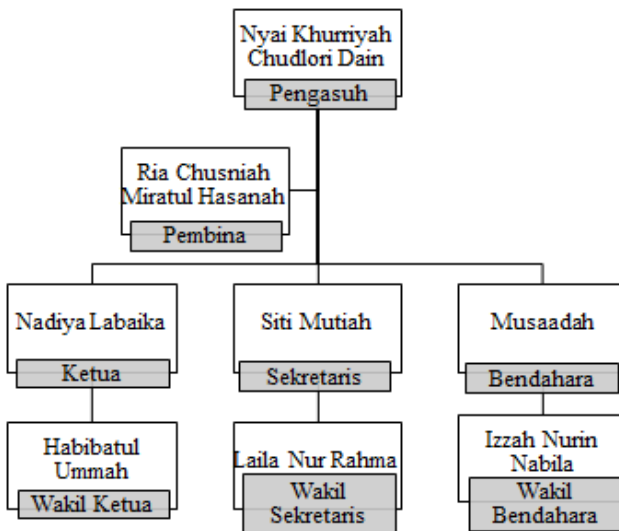 Nyai Khurriyah
Chudlori Dain
Pengasuh
Ria Chusniah
Miratul Hasanah
Pembina
Nadiya Labaika
Ketua
Siti Mutiah
Sekretaris
Musaadah
Bendahara
Habibatul
Ummah
Wakil Ketua
Laila Nur Rahma
Wakil
Sekretaris
Izzah Nurin
Nabila
Wakil
Bendahara